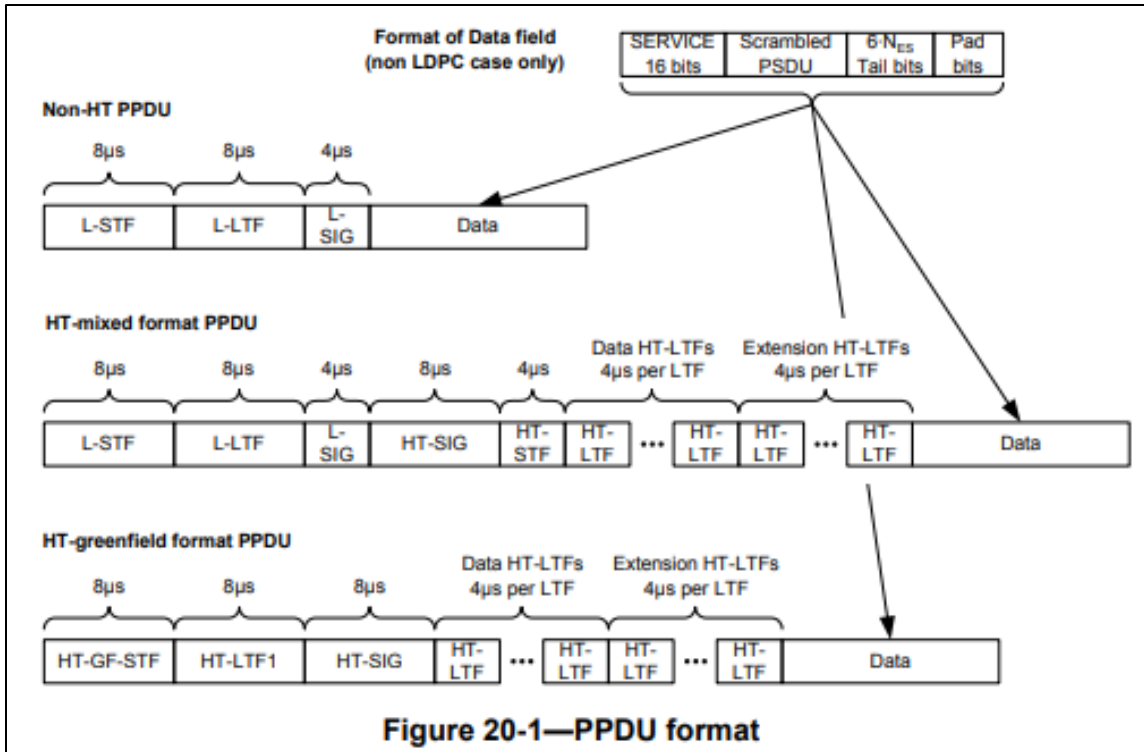 Format of Data field
(non LDPC case only)
SERVICE 16 bits
Scrambled PSDU
6·N_ES Tail bits
Pad bits
Non-HT PPDU
8µs 8µs 4µs
L-STF L-LTF L-SIG Data
HT-mixed format PPDU
Data HT-LTFs 4µs per LTF
Extension HT-LTFs 4µs per LTF
8µs 8µs 4µs 8µs 4µs
L-STF L-LTF L-SIG HT-SIG HT-STF HT-LTF ••• HT-LTF HT-LTF ••• HT-LTF Data
HT-greenfield format PPDU
Data HT-LTFs 4µs per LTF
Extension HT-LTFs 4µs per LTF
8µs 8µs 8µs
HT-GF-STF HT-LTF1 HT-SIG HT-LTF ••• HT-LTF HT-LTF ••• HT-LTF Data
Figure 20-1—PPDU format